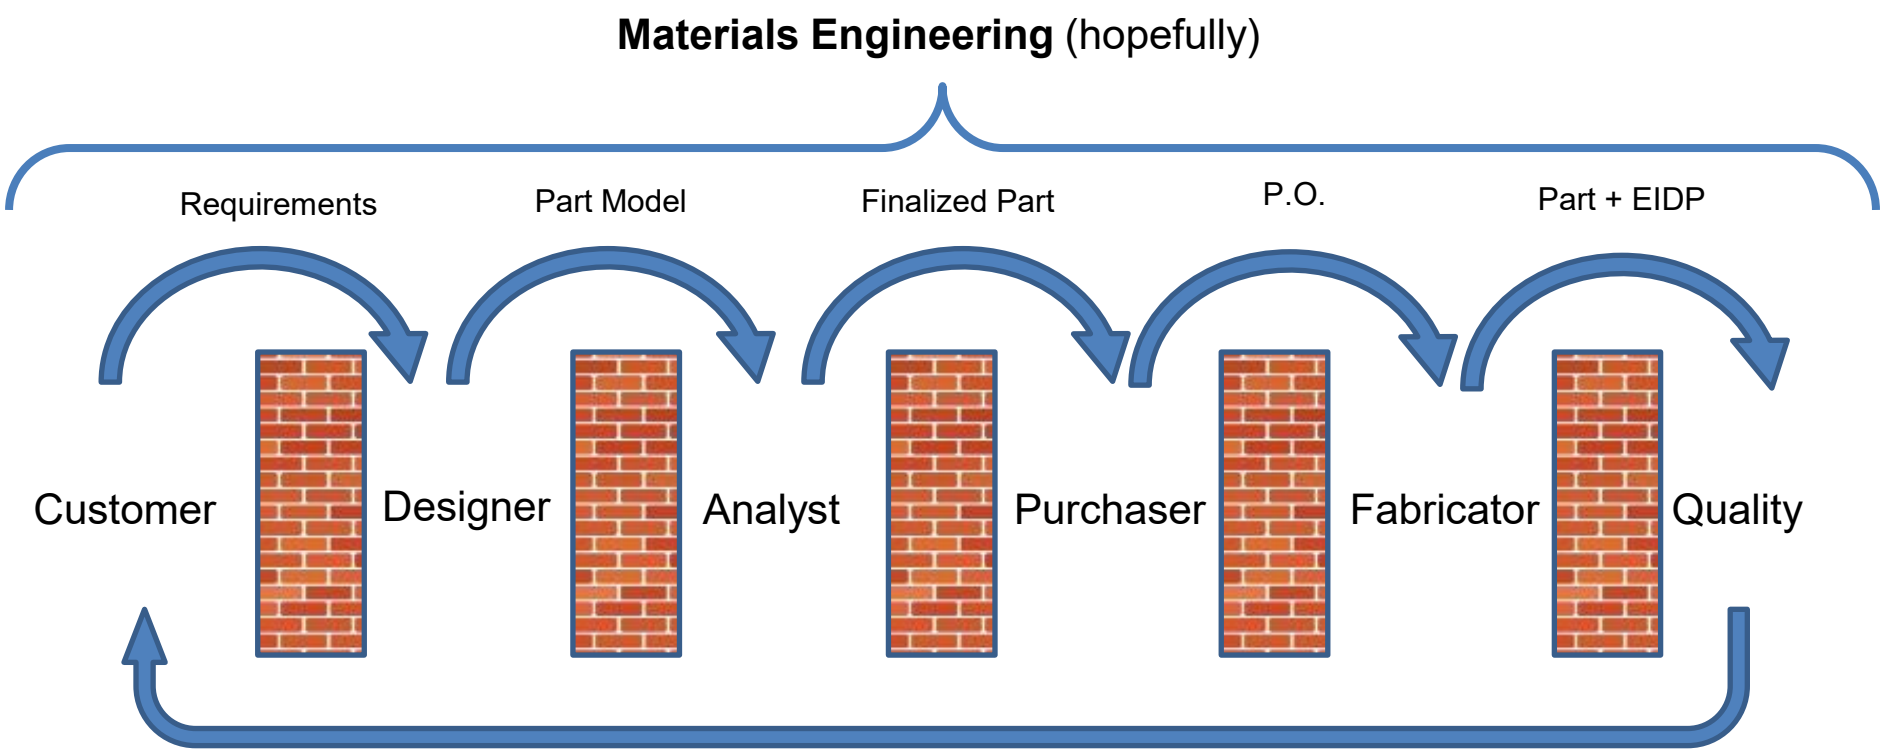 Materials Engineering (hopefully)
Requirements
Part Model
Finalized Part
P.O.
Part + EIDP
Customer
Designer
Analyst
Purchaser
Fabricator
Quality